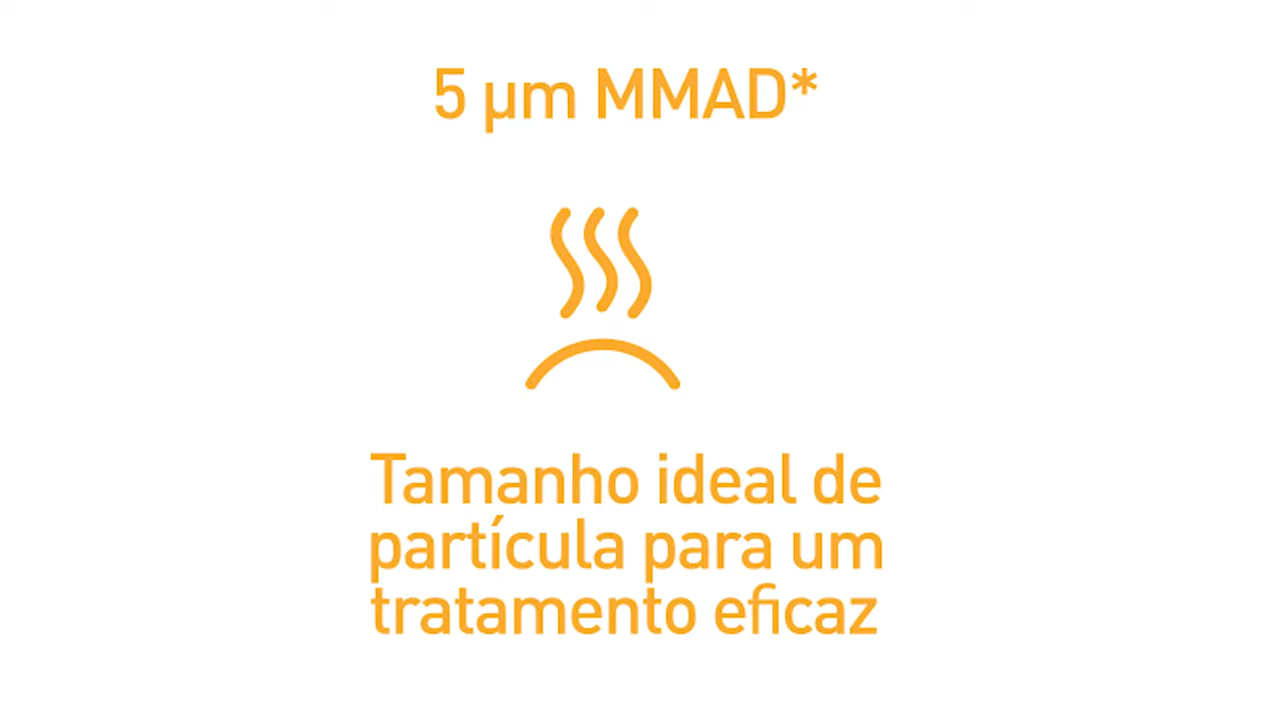 5 µm MMAD*
Tamanho ideal de
partícula para um
tratamento eficaz